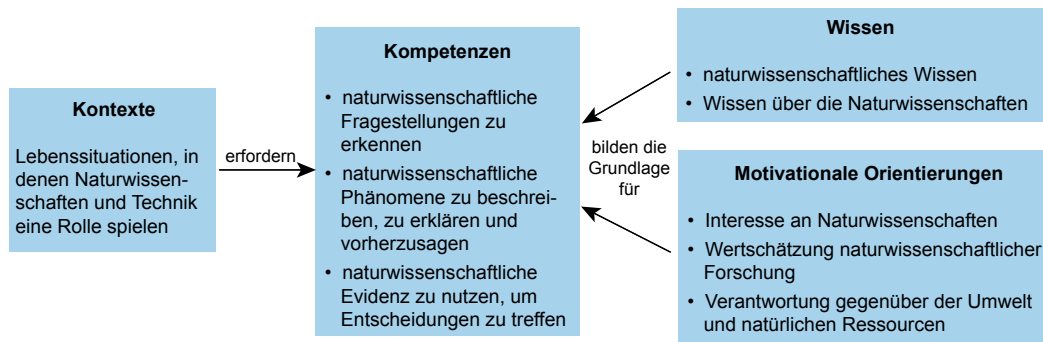 Kontexte
Lebenssituationen, in
denen Naturwissen-
schaften und Technik
eine Rolle spielen
erfordern
Kompetenzen
• naturwissenschaftliche
Fragestellungen zu
erkennen
• naturwissenschaftliche
Phänomene zu beschrei-
ben, zu erklären und
vorherzusagen
• naturwissenschaftliche
Evidenz zu nutzen, um
Entscheidungen zu treffen
bilden die
Grundlage
für
Wissen
• naturwissenschaftliches Wissen
• Wissen über die Naturwissenschaften
Motivationale Orientierungen
• Interesse an Naturwissenschaften
• Wertschätzung naturwissenschaftlicher
Forschung
• Verantwortung gegenüber der Umwelt
und natürlichen Ressourcen